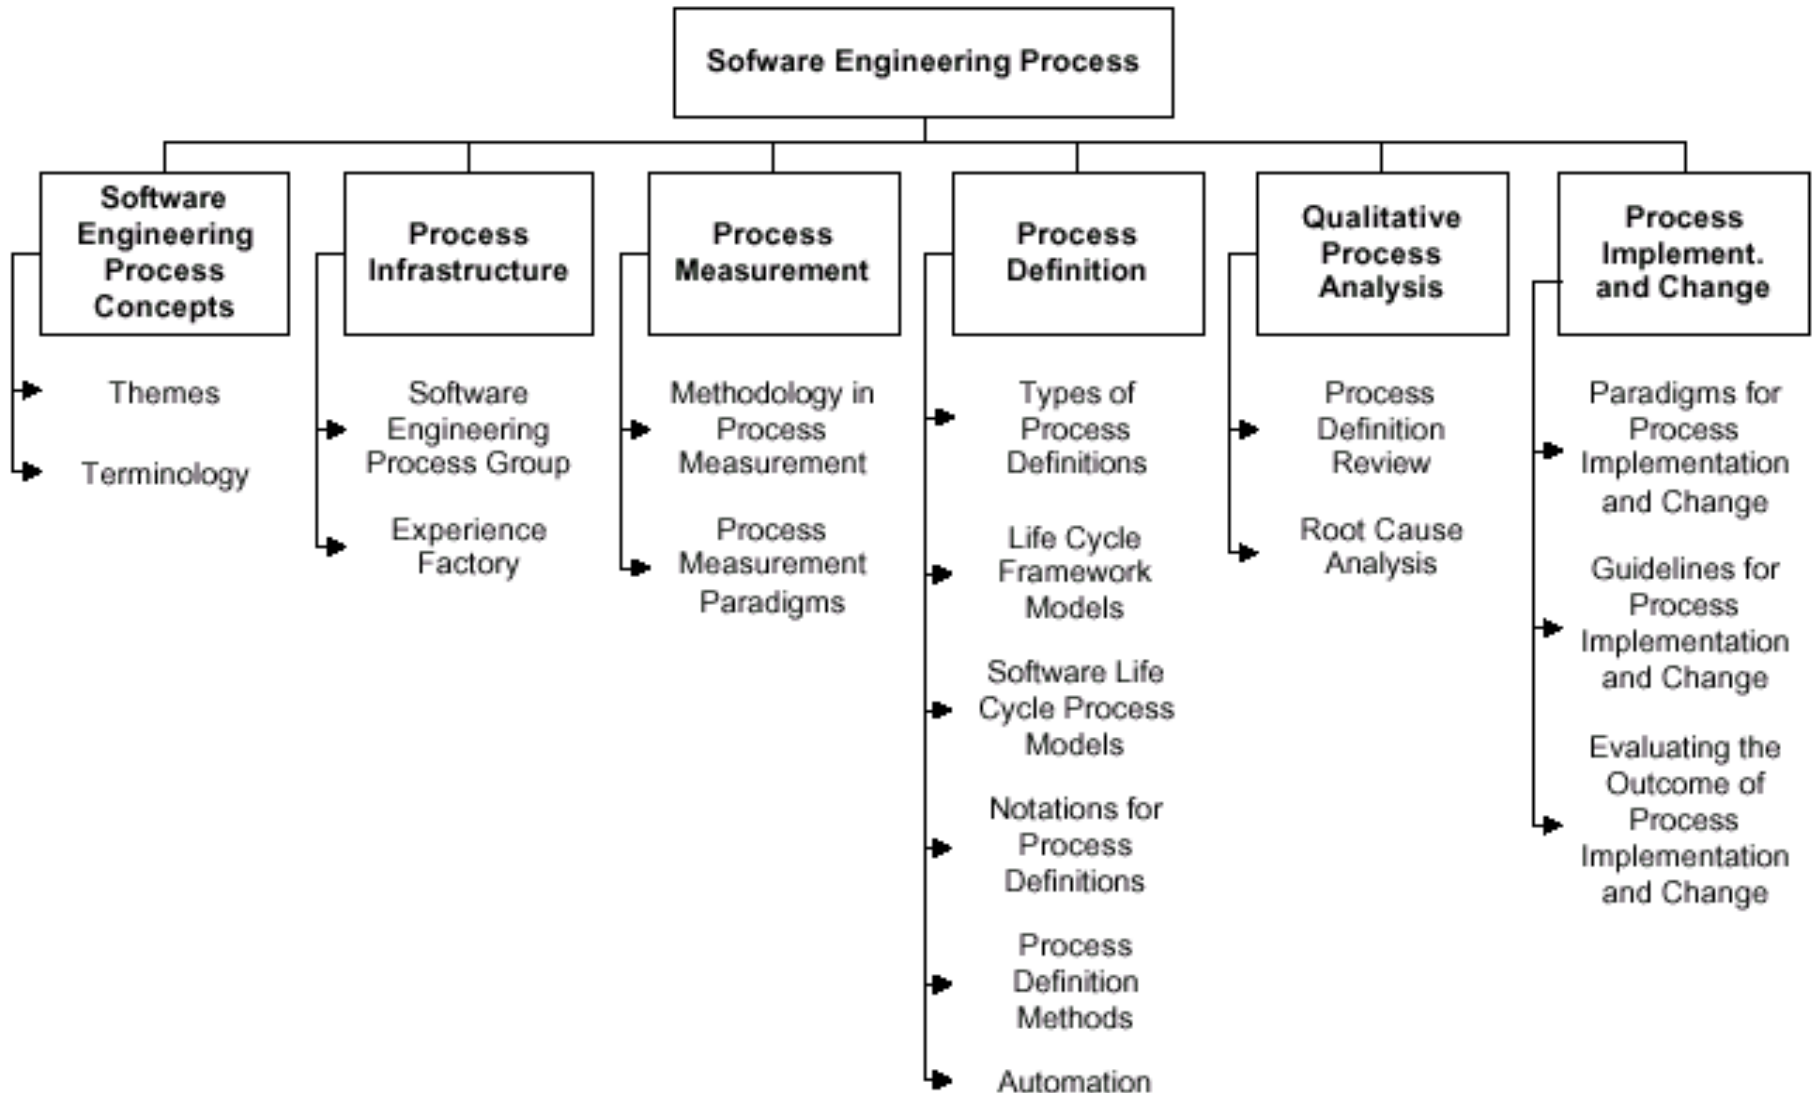 Sofware Engineering Process
Software
Engineering
Process
Concepts
Themes
Terminology
Process
Infrastructure
Software
Engineering
Process Group
Experience
Factory
Process
Measurement
Methodology in
Process
Measurement
Process
Measurement
Paradigms
Process
Definition
Types of
Process
Definitions
Life Cycle
Framework
Models
Software Life
Cycle Process
Models
Notations for
Process
Definitions
Process
Definition
Methods
Automation
Qualitative
Process
Analysis
Process
Definition
Review
Root Cause
Analysis
Process
Implement.
and Change
Paradigms for
Process
Implementation
and Change
Guidelines for
Process
Implementation
and Change
Evaluating the
Outcome of
Process
Implementation
and Change